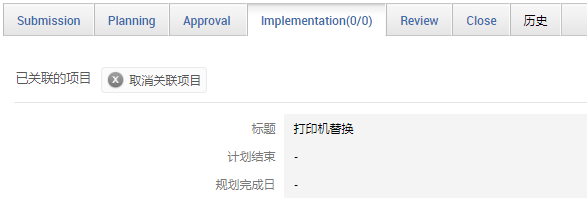 Submission Planning Approval Implementation(0/0) Review Close 历史
已关联的项目 取消关联项目
标题 打印机替换
计划结束 -
规划完成日 -